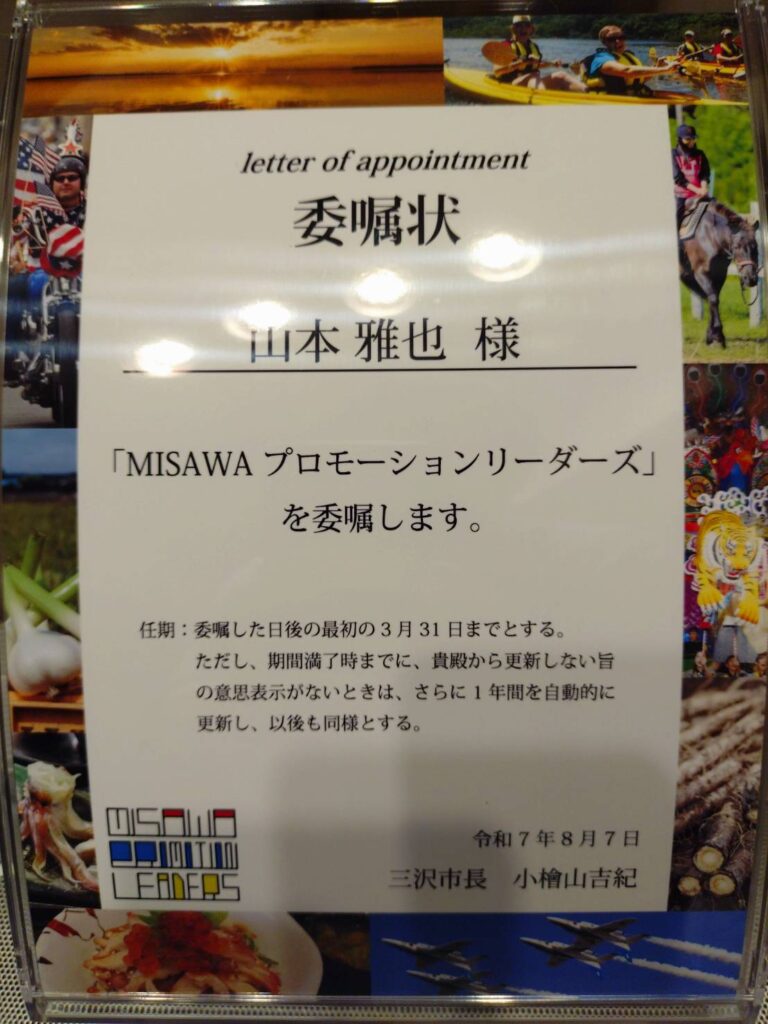 letter of appointment
委嘱状
山本 雅也 様
「MISAWA プロモーションリーダーズ」
を委嘱します。
任期：委嘱した日後の最初の3月31日までとする。
ただし、期間満了時までに、貴殿から更新しない旨
の意思表示がないときは、さらに1年間を自動的に
更新し、以後も同様とする。
MISAWA
PROMOTION
LEADERS
令和7年8月7日
三沢市長 小檜山吉紀